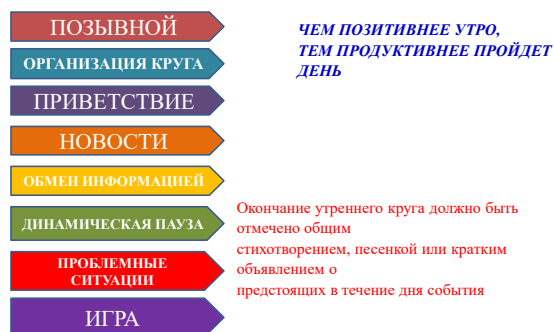 ПОЗЫВНОЙ
ОРГАНИЗАЦИЯ КРУГА
ПРИВЕТСТВИЕ
НОВОСТИ
ОБМЕН ИНФОРМАЦИЕЙ
ДИНАМИЧЕСКАЯ ПАУЗА
ПРОБЛЕМНЫЕ
СИТУАЦИИ
ИГРА
ЧЕМ ПОЗИТИВНЕЕ УТРО,
ТЕМ ПРОДУКТИВНЕЕ ПРОЙДЕТ
ДЕНЬ
Окончание утреннего круга должно быть
отмечено общим
стихотворением, песенкой или кратким
объявлением о
предстоящих в течение дня события